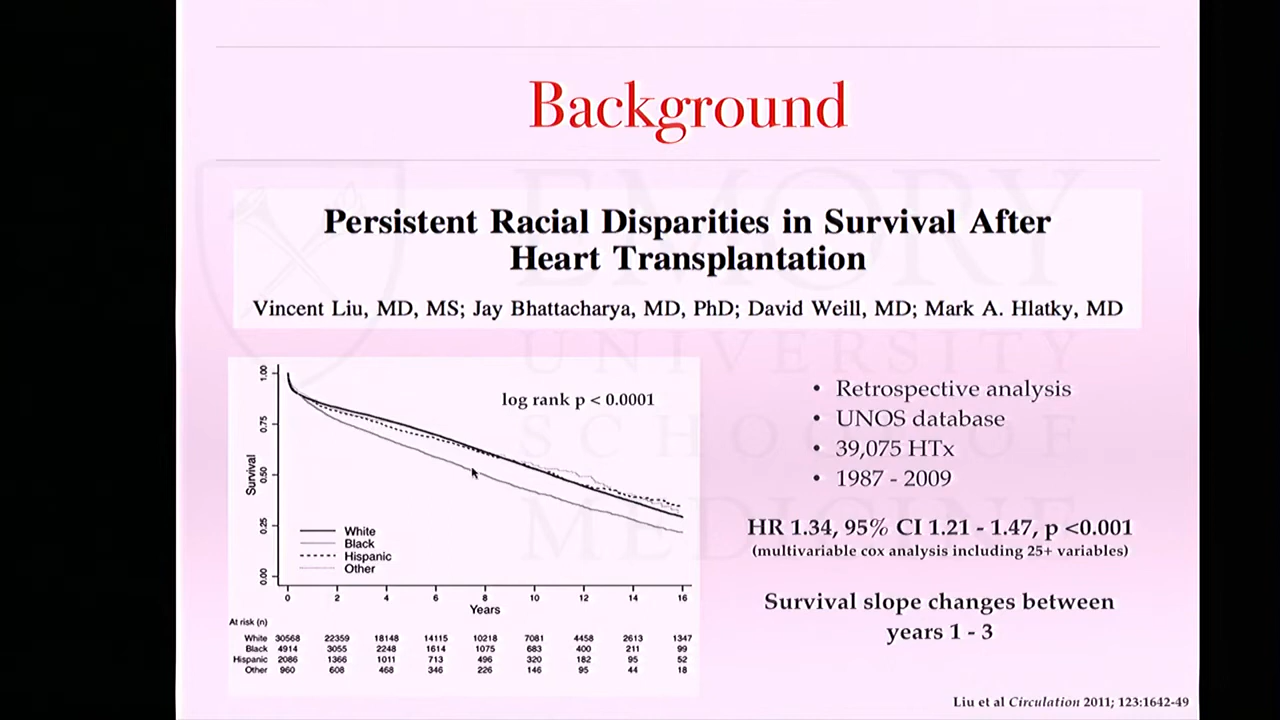 Background
Persistent Racial Disparities in Survival After
Heart Transplantation
Vincent Liu, MD, MS; Jay Bhattacharya, MD, PhD; David Weill, MD; Mark A. Hlatky, MD
EMORY
UNIVERSITY
SCHOOL OF
MEDICINE
log rank p < 0.0001
Survival
1.00
0.75
0.50
0.25
0.00
White
Black
Hispanic
Other
0 2 4 6 8 10 12 14 16
Years
At risk (n)
White 30568 22359 18148 14115 10218 7081 4458 2613 1347
Black 4914 3055 2248 1614 1075 683 400 211 99
Hispanic 2086 1366 1011 713 496 320 182 95 52
Other 960 608 468 346 226 146 95 44 18
• Retrospective analysis
• UNOS database
• 39,075 HTx
• 1987 - 2009
HR 1.34, 95% CI 1.21 - 1.47, p <0.001
(multivariable cox analysis including 25+ variables)
Survival slope changes between
years 1 - 3
Liu et al Circulation 2011; 123:1642-49